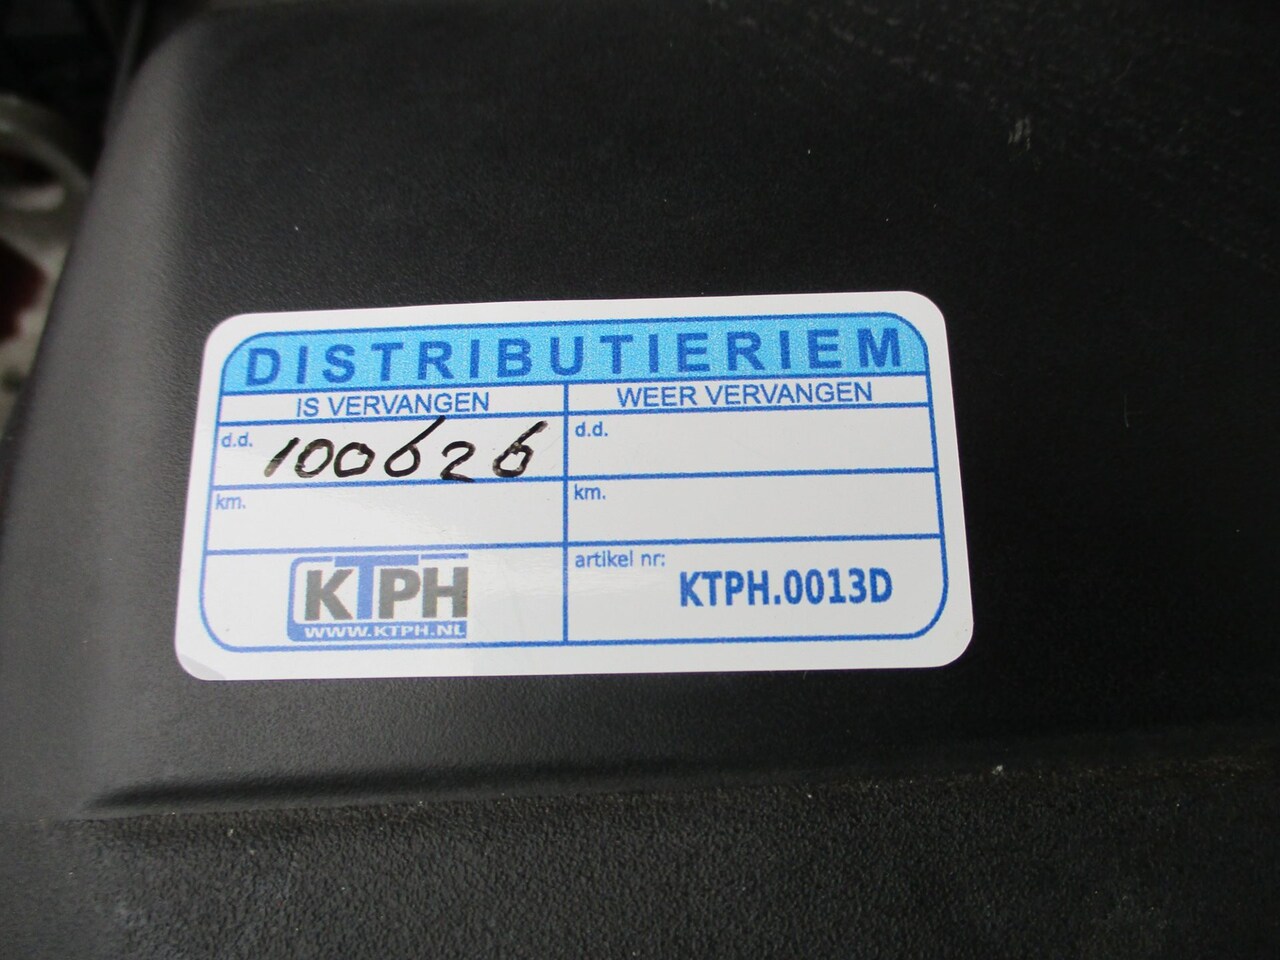 DISTRIBUTIERIEM
IS VERVANGEN
WEER VERVANGEN
d.d. 100626
d.d.
km.
km.
KTPH
WWW.KTPH.NL
artikel nr:
KTPH.0013D